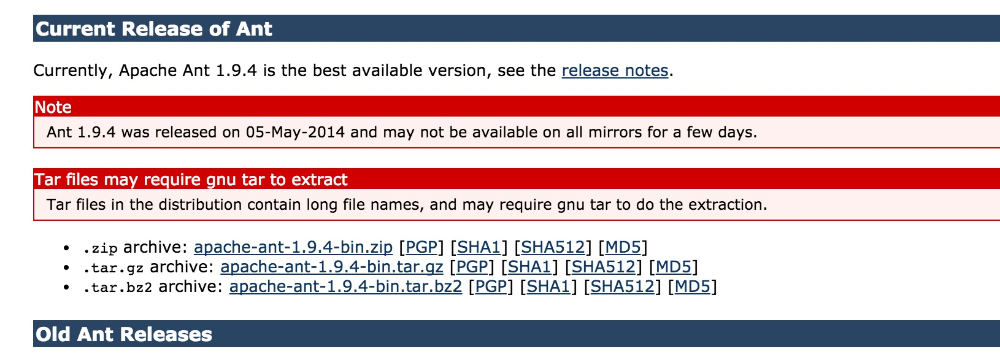 Current Release of Ant
Currently, Apache Ant 1.9.4 is the best available version, see the release notes.
Note
Ant 1.9.4 was released on 05-May-2014 and may not be available on all mirrors for a few days.
Tar files may require gnu tar to extract
Tar files in the distribution contain long file names, and may require gnu tar to do the extraction.
• .zip archive: apache-ant-1.9.4-bin.zip [PGP] [SHA1] [SHA512] [MD5]
• .tar.gz archive: apache-ant-1.9.4-bin.tar.gz [PGP] [SHA1] [SHA512] [MD5]
• .tar.bz2 archive: apache-ant-1.9.4-bin.tar.bz2 [PGP] [SHA1] [SHA512] [MD5]
Old Ant Releases